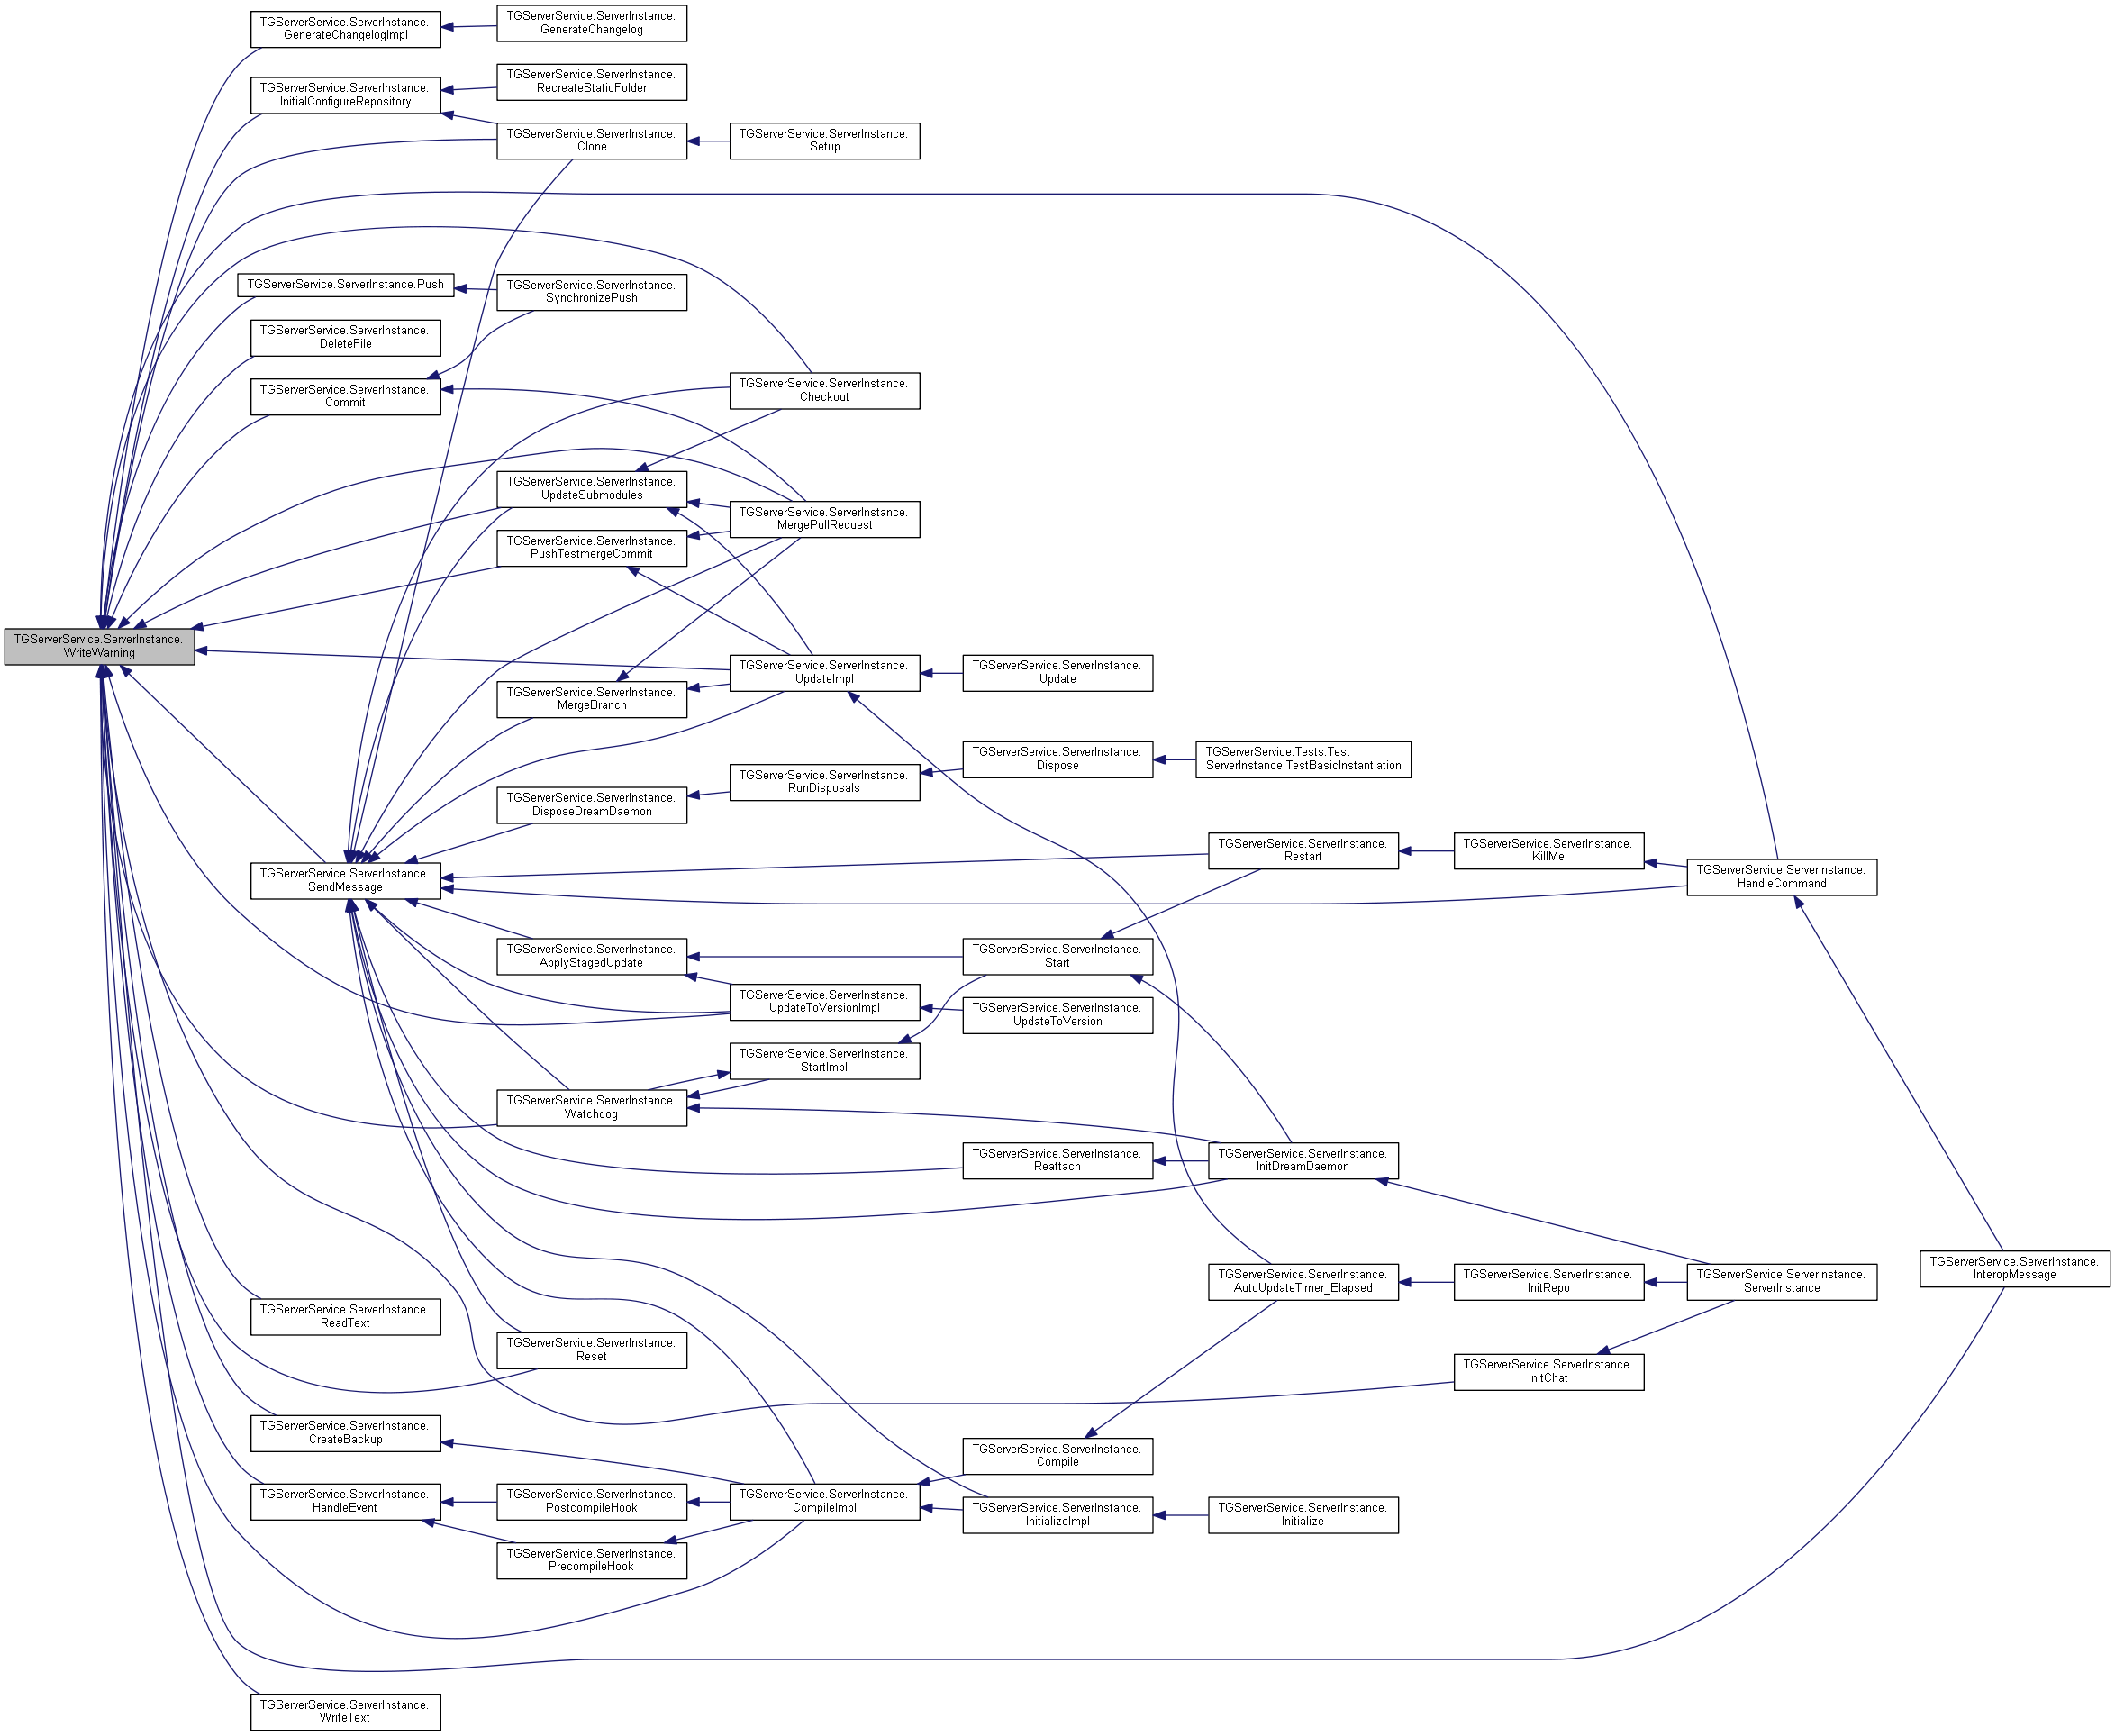 TGServerService.ServerInstance.
GenerateChangelogImpl
TGServerService.ServerInstance.
GenerateChangelog
TGServerService.ServerInstance.
InitialConfigureRepository
TGServerService.ServerInstance.
RecreateStaticFolder
TGServerService.ServerInstance.
Clone
TGServerService.ServerInstance.
Setup
TGServerService.ServerInstance.Push
TGServerService.ServerInstance.
SynchronizePush
TGServerService.ServerInstance.
DeleteFile
TGServerService.ServerInstance.
Commit
TGServerService.ServerInstance.
Checkout
TGServerService.ServerInstance.
UpdateSubmodules
TGServerService.ServerInstance.
MergePullRequest
TGServerService.ServerInstance.
PushTestmergeCommit
TGServerService.ServerInstance.
WriteWarning
TGServerService.ServerInstance.
UpdateImpl
TGServerService.ServerInstance.
Update
TGServerService.ServerInstance.
MergeBranch
TGServerService.ServerInstance.
Dispose
TGServerService.Tests.Test
ServerInstance.TestBasicInstantiation
TGServerService.ServerInstance.
RunDisposals
TGServerService.ServerInstance.
DisposeDreamDaemon
TGServerService.ServerInstance.
Restart
TGServerService.ServerInstance.
KillMe
TGServerService.ServerInstance.
HandleCommand
TGServerService.ServerInstance.
SendMessage
TGServerService.ServerInstance.
ApplyStagedUpdate
TGServerService.ServerInstance.
Start
TGServerService.ServerInstance.
UpdateToVersionImpl
TGServerService.ServerInstance.
UpdateToVersion
TGServerService.ServerInstance.
StartImpl
TGServerService.ServerInstance.
Watchdog
TGServerService.ServerInstance.
Reattach
TGServerService.ServerInstance.
InitDreamDaemon
TGServerService.ServerInstance.
InteropMessage
TGServerService.ServerInstance.
AutoUpdateTimer_Elapsed
TGServerService.ServerInstance.
InitRepo
TGServerService.ServerInstance.
ServerInstance
TGServerService.ServerInstance.
ReadText
TGServerService.ServerInstance.
Reset
TGServerService.ServerInstance.
InitChat
TGServerService.ServerInstance.
CreateBackup
TGServerService.ServerInstance.
Compile
TGServerService.ServerInstance.
HandleEvent
TGServerService.ServerInstance.
PostcompileHook
TGServerService.ServerInstance.
CompileImpl
TGServerService.ServerInstance.
InitializeImpl
TGServerService.ServerInstance.
Initialize
TGServerService.ServerInstance.
PrecompileHook
TGServerService.ServerInstance.
WriteText